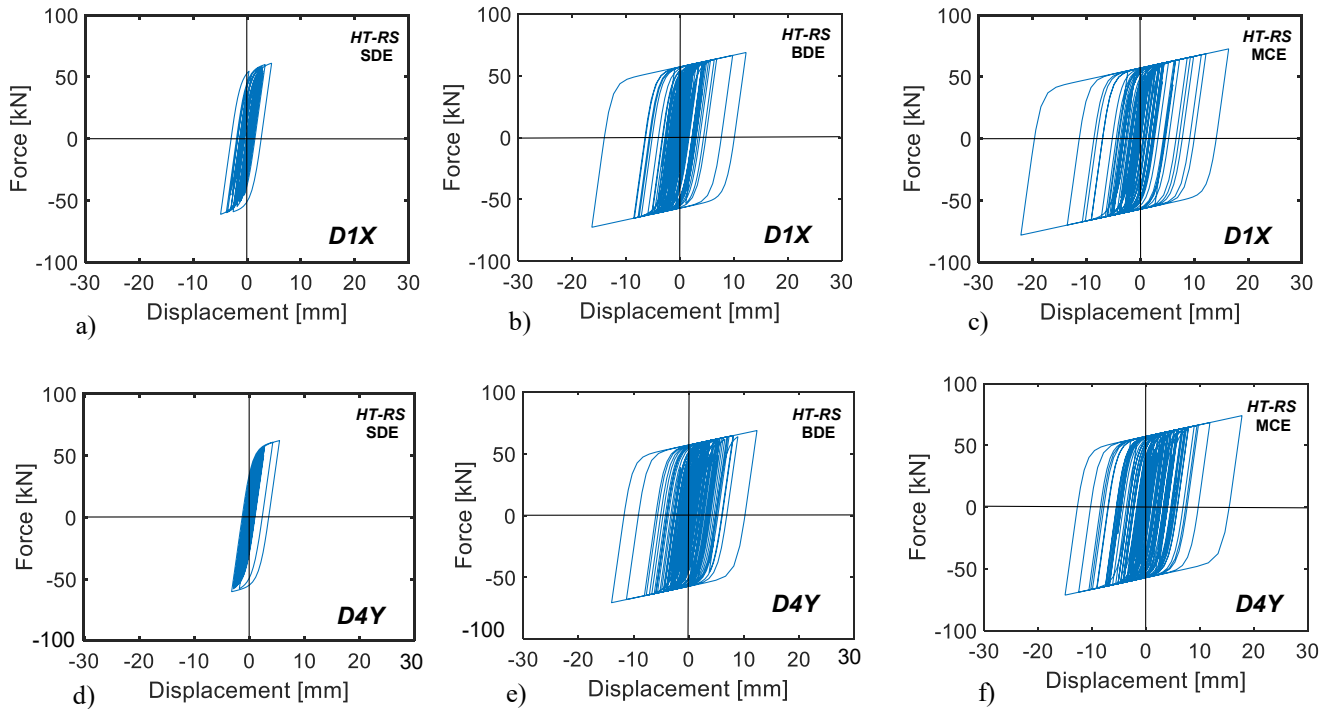 100
50
0
-50
-100
Force [kN]
HT-RS
SDE
D1X
-30 -20 -10 0 10 20 30
Displacement [mm]
a)
100
50
0
-50
-100
Force [kN]
HT-RS
BDE
D1X
-30 -20 -10 0 10 20 30
Displacement [mm]
b)
100
50
0
-50
-100
Force [kN]
HT-RS
MCE
D1X
-30 -20 -10 0 10 20 30
Displacement [mm]
c)
100
50
0
-50
-100
Force [kN]
HT-RS
SDE
D4Y
-30 -20 -10 0 10 20 30
Displacement [mm]
d)
100
50
0
-50
-100
Force [kN]
HT-RS
BDE
D4Y
-30 -20 -10 0 10 20 30
Displacement [mm]
e)
100
50
0
-50
-100
Force [kN]
HT-RS
MCE
D4Y
-30 -20 -10 0 10 20 30
Displacement [mm]
f)